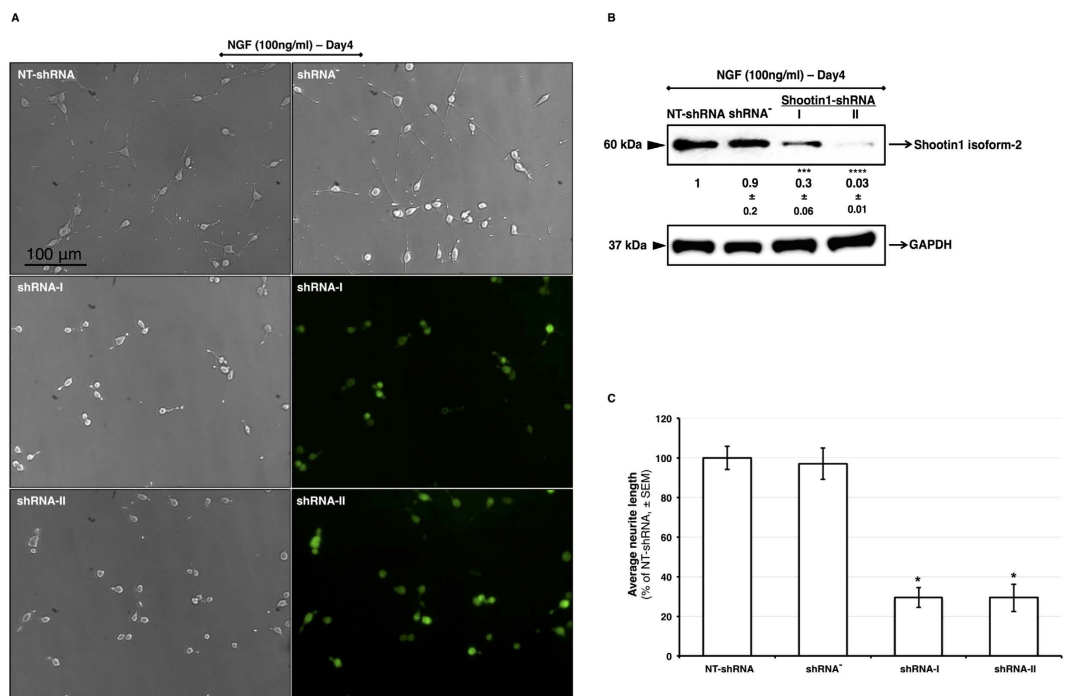 A
NGF (100ng/ml) – Day4
NT-shRNA
shRNA⁻
100 µm
shRNA-I
shRNA-I
shRNA-II
shRNA-II
B
NGF (100ng/ml) – Day4
Shootin1-shRNA
NT-shRNA shRNA⁻ I II
60 kDa
Shootin1 isoform-2
*** ****
1 0.9 0.3 0.03
± ± ±
0.2 0.06 0.01
37 kDa
GAPDH
C
Average neurite length
(% of NT-shRNA, ± SEM)
120
100
80
60
40
20
0
* *
NT-shRNA shRNA⁻ shRNA-I shRNA-II